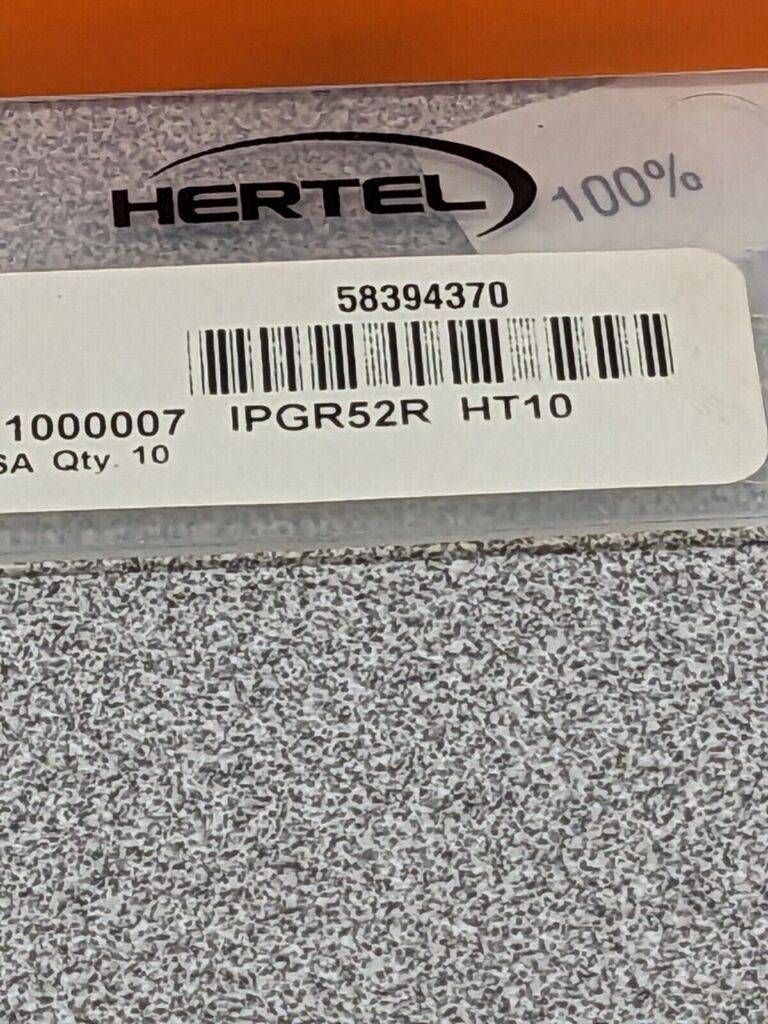 HERTEL 100%
58394370
1000007 IPGR52R HT10
SA Qty. 10